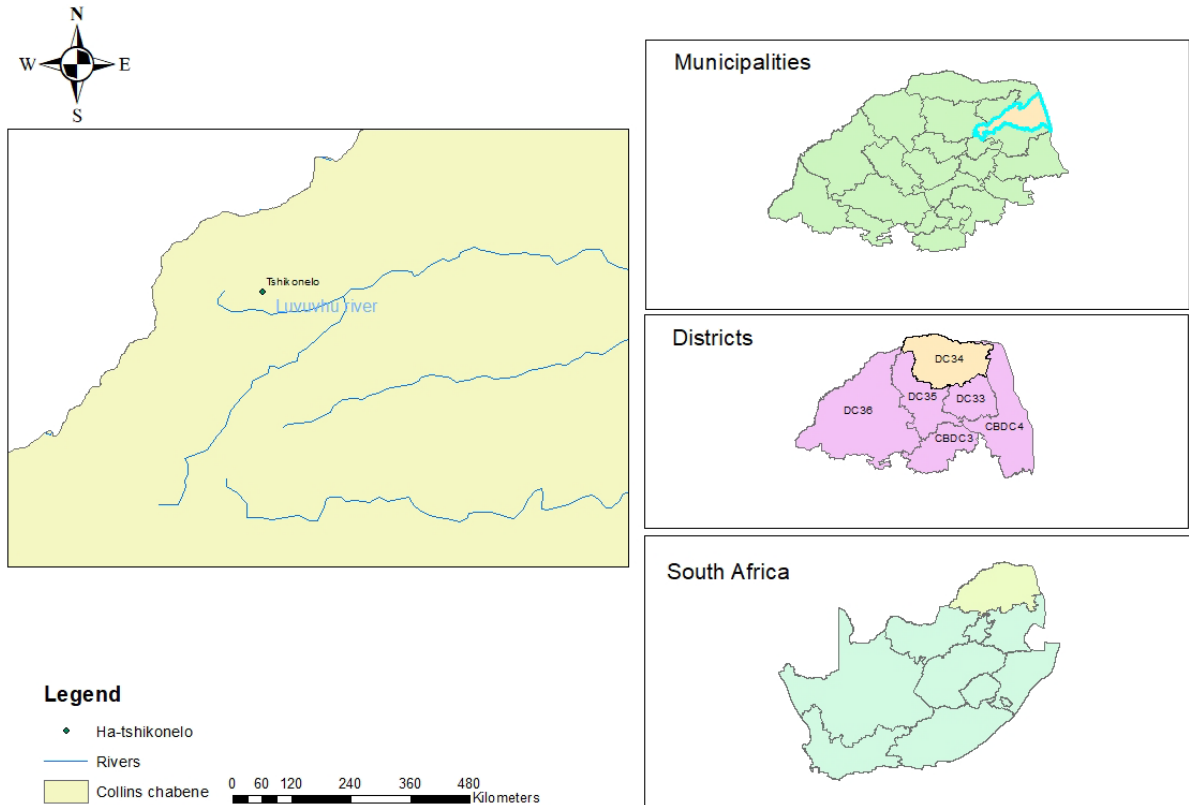 N
W E
S
Tshikonelo
Luvuvhu river
Legend
Ha-tshikonelo
Rivers
Collins chabene
0 60 120 240 360 480
Kilometers
Municipalities
Districts
DC34
DC36
DC35
DC33
CBDC4
CBDC3
South Africa